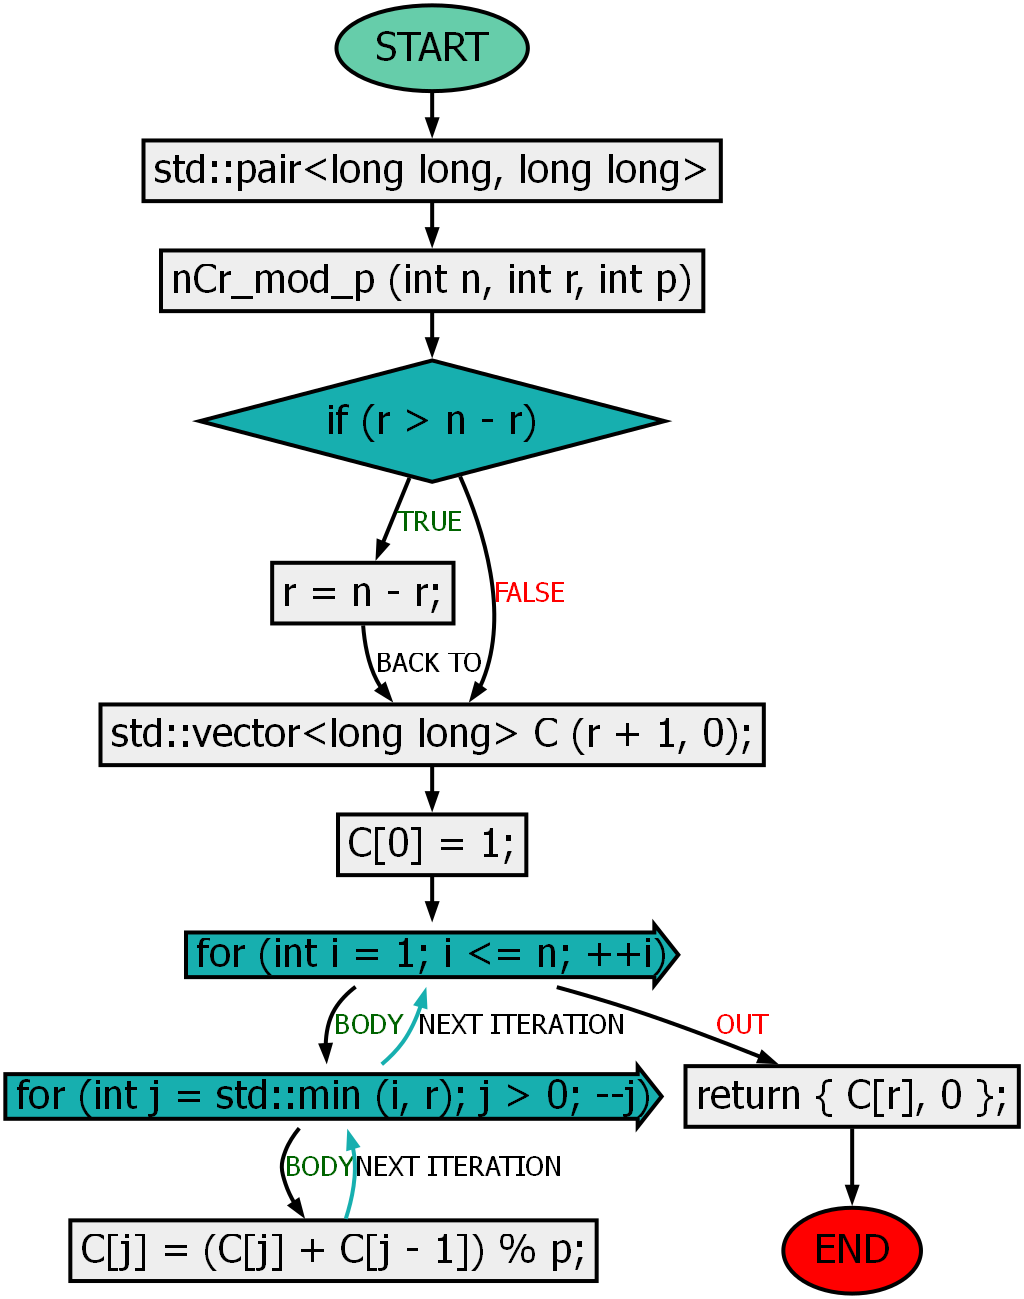 START
std::pair<long long, long long>
nCr_mod_p (int n, int r, int p)
if (r > n - r)
TRUE
r = n - r;
FALSE
BACK TO
std::vector<long long> C (r + 1, 0);
C[0] = 1;
for (int i = 1; i <= n; ++i)
BODY
NEXT ITERATION
OUT
for (int j = std::min (i, r); j > 0; --j)
return { C[r], 0 };
BODY
NEXT ITERATION
C[j] = (C[j] + C[j - 1]) % p;
END